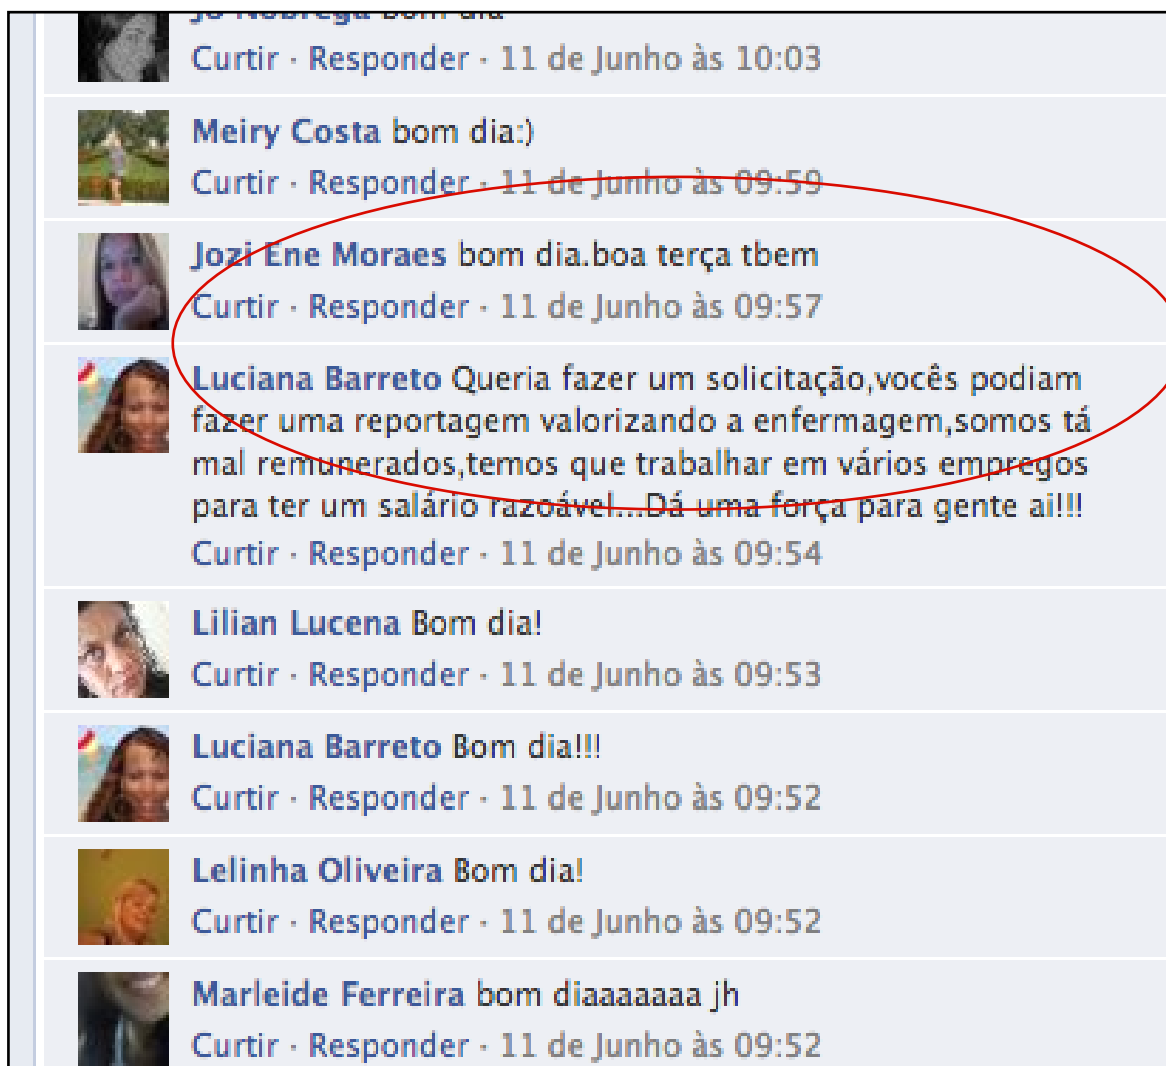 Jo Nobrega bom dia
Curtir · Responder · 11 de Junho às 10:03
Meiry Costa bom dia:)
Curtir · Responder · 11 de Junho às 09:59
Jozi Ene Moraes bom dia.boa terça tbem
Curtir · Responder · 11 de Junho às 09:57
Luciana Barreto Queria fazer um solicitação,vocês podiam
fazer uma reportagem valorizando a enfermagem,somos tá
mal remunerados,temos que trabalhar em vários empregos
para ter um salário razoável...Dá uma força para gente ai!!!
Curtir · Responder · 11 de Junho às 09:54
Lilian Lucena Bom dia!
Curtir · Responder · 11 de Junho às 09:53
Luciana Barreto Bom dia!!!
Curtir · Responder · 11 de Junho às 09:52
Lelinha Oliveira Bom dia!
Curtir · Responder · 11 de Junho às 09:52
Marleide Ferreira bom diaaaaaaa jh
Curtir · Responder · 11 de Junho às 09:52